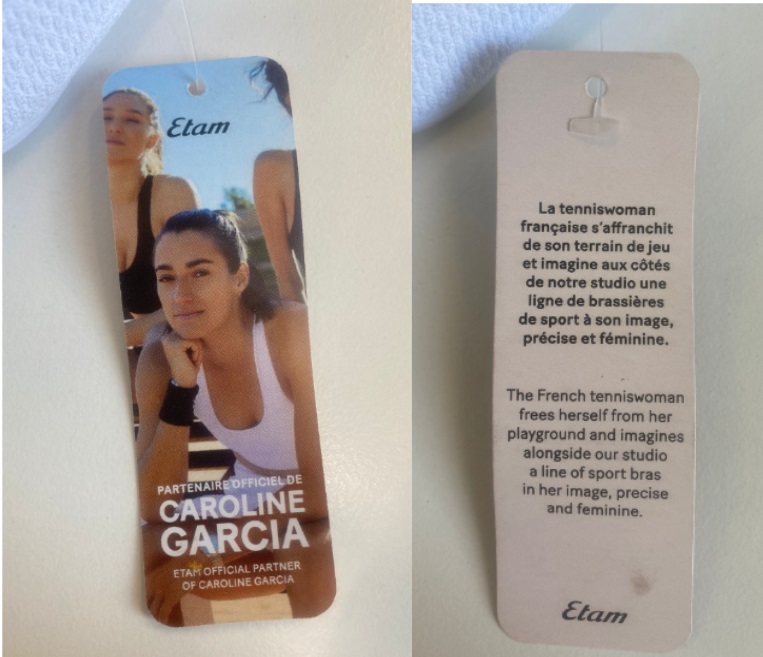 Etam
PARTENAIRE OFFICIEL DE
CAROLINE
GARCIA
ETAM OFFICIAL PARTNER
OF CAROLINE GARCIA
La tenniswoman
française s'affranchit
de son terrain de jeu
et imagine aux côtés
de notre studio une
ligne de brassières
de sport à son image,
précise et féminine.
The French tenniswoman
frees herself from her
playground and imagines
alongside our studio
a line of sport bras
in her image, precise
and feminine.
Etam